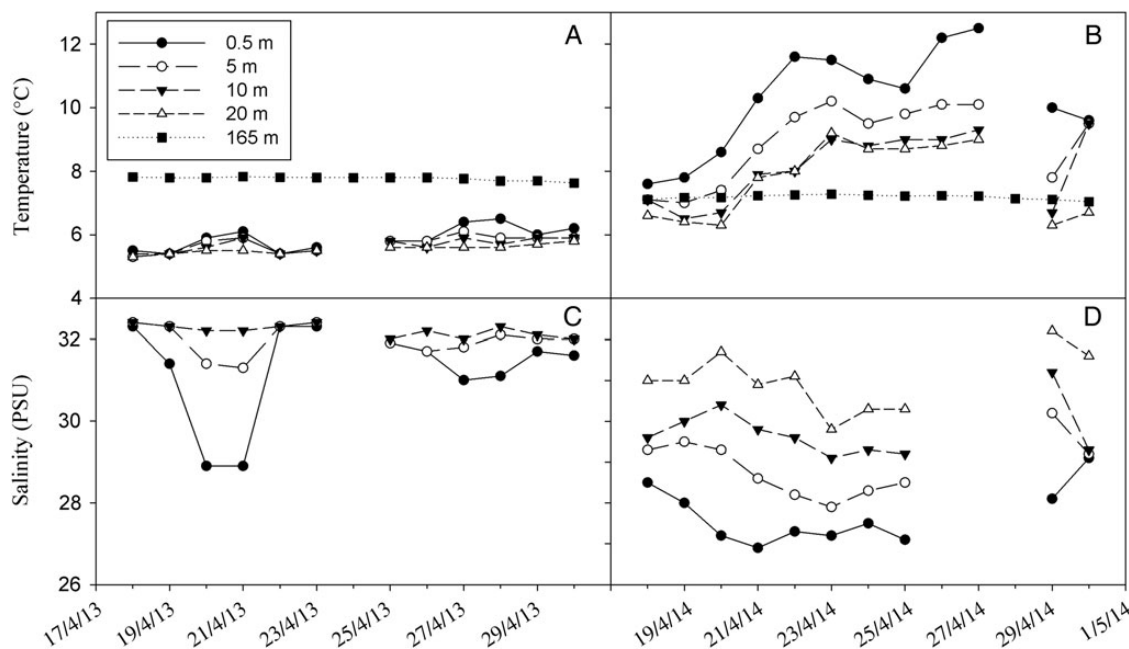 A
B
C
D
0.5 m
5 m
10 m
20 m
165 m
Temperature (°C)
12
10
8
6
4
Salinity (PSU)
32
30
28
26
17/4/13
19/4/13
21/4/13
23/4/13
25/4/13
27/4/13
29/4/13
19/4/14
21/4/14
23/4/14
25/4/14
27/4/14
29/4/14
1/5/14